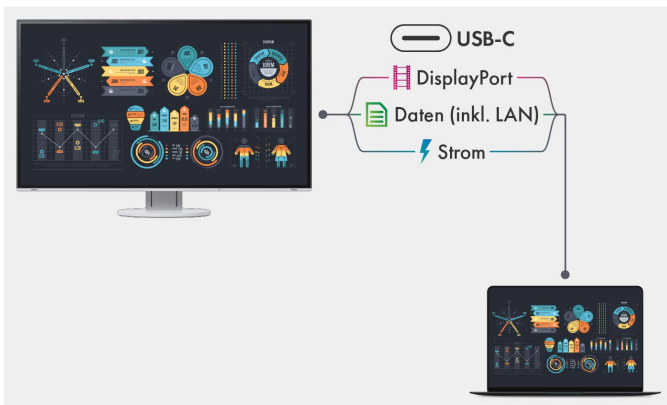 USB-C
DisplayPort
Daten (inkl. LAN)
Strom